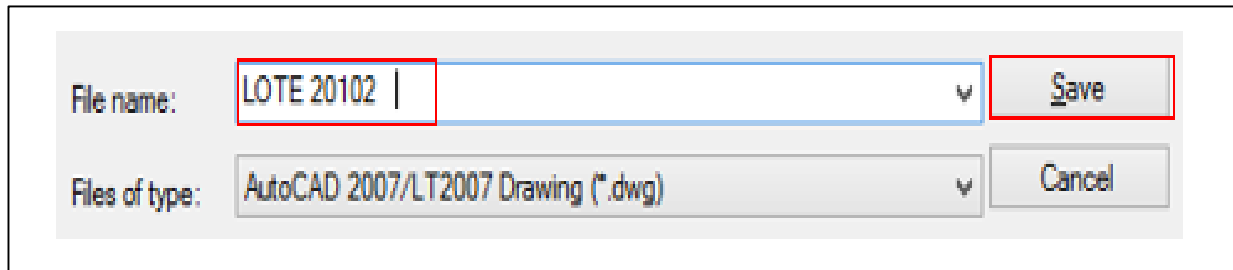 File name: LOTE 20102 Save
Files of type: AutoCAD 2007/LT2007 Drawing (*.dwg) Cancel